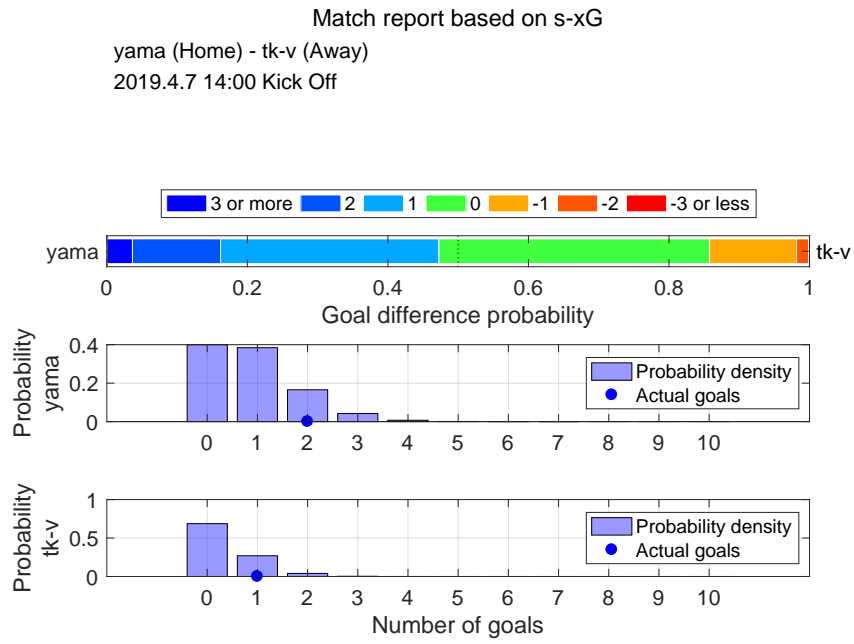 Match report based on s-xG
yama (Home) - tk-v (Away)
2019.4.7 14:00 Kick Off
3 or more 2 1 0 -1 -2 -3 or less
yama tk-v
0 0.2 0.4 0.6 0.8 1
Goal difference probability
Probability
yama
0.4
0.2
0
Probability density
Actual goals
0 1 2 3 4 5 6 7 8 9 10
Probability
tk-v
1
0.5
0
Probability density
Actual goals
0 1 2 3 4 5 6 7 8 9 10
Number of goals